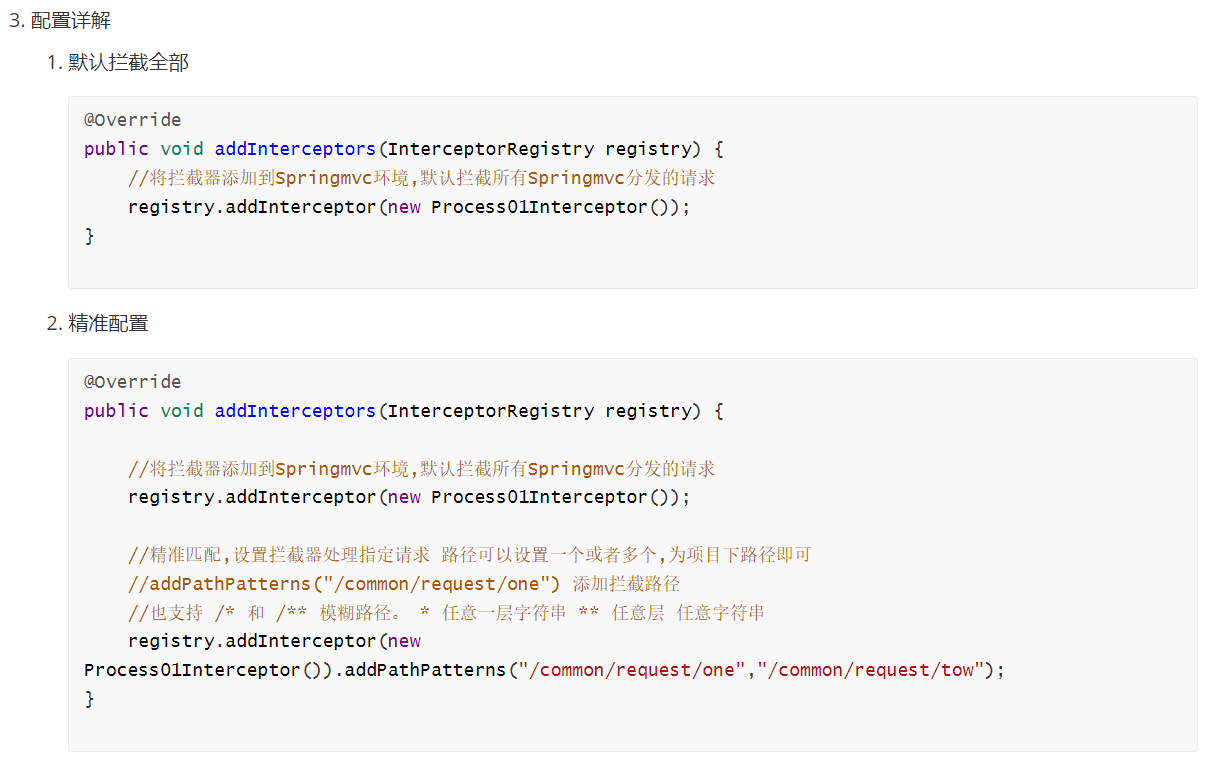 3. 配置详解
1. 默认拦截全部
@Override
public void addInterceptors(InterceptorRegistry registry) {
//将拦截器添加到Springmvc环境,默认拦截所有Springmvc分发的请求
registry.addInterceptor(new Process01Interceptor());
}
2. 精准配置
@Override
public void addInterceptors(InterceptorRegistry registry) {
//将拦截器添加到Springmvc环境,默认拦截所有Springmvc分发的请求
registry.addInterceptor(new Process01Interceptor());
//精准匹配,设置拦截器处理指定请求 路径可以设置一个或者多个,为项目下路径即可
//addPathPatterns("/common/request/one") 添加拦截路径
//也支持 /* 和 /** 模糊路径。 * 任意一层字符串 ** 任意层 任意字符串
registry.addInterceptor(new
Process01Interceptor()).addPathPatterns("/common/request/one","/common/request/tow");
}